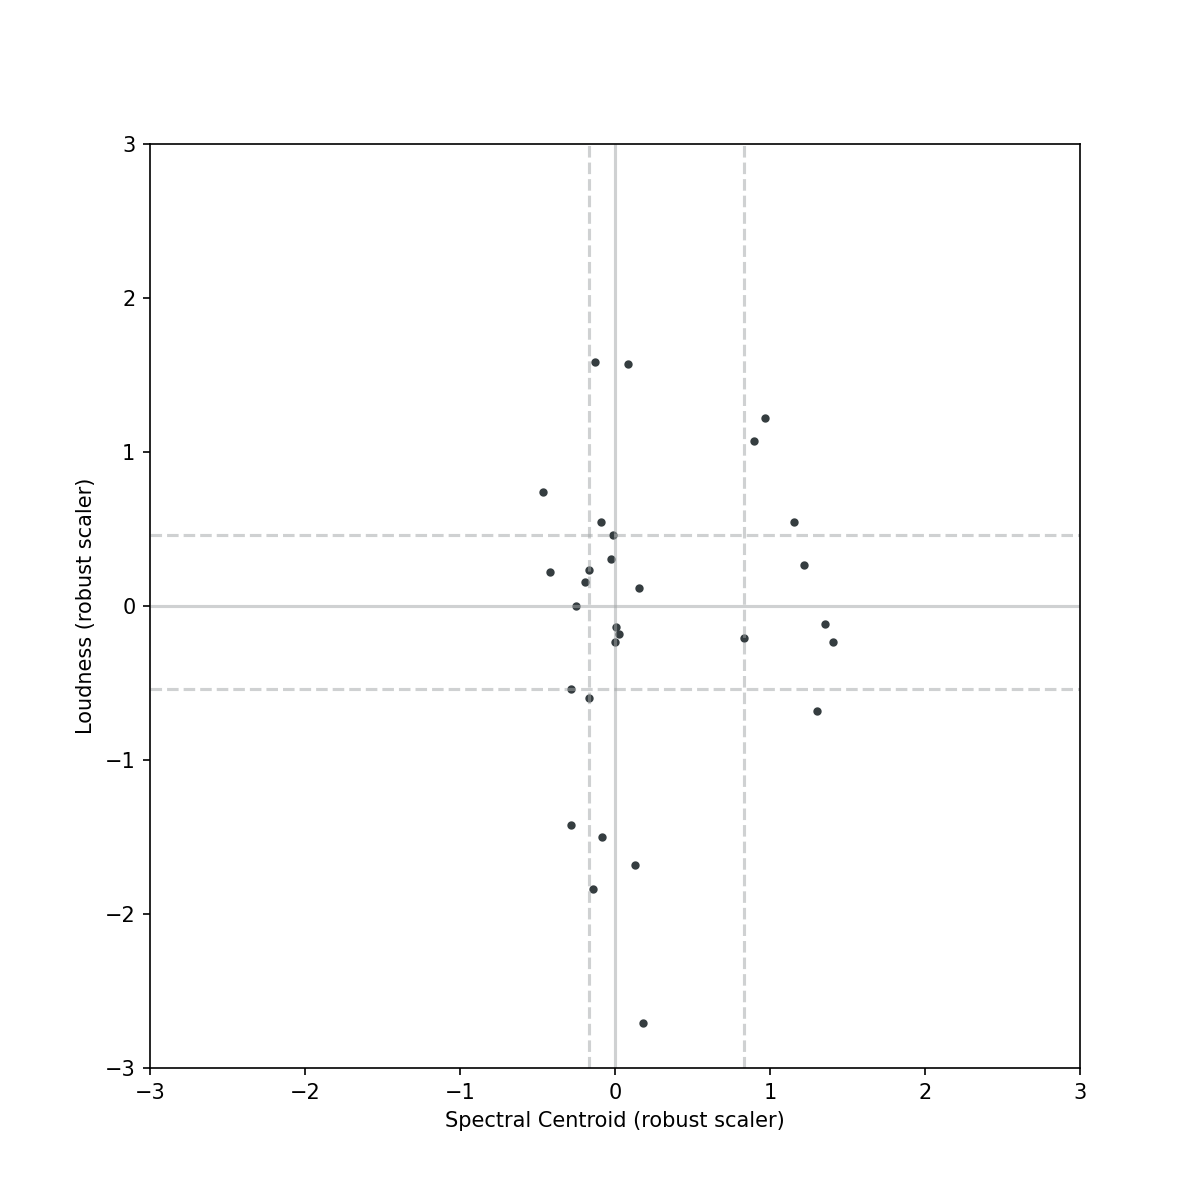 3
2
1
0
−1
−2
−3
Loudness (robust scaler)
−3 −2 −1 0 1 2 3
Spectral Centroid (robust scaler)